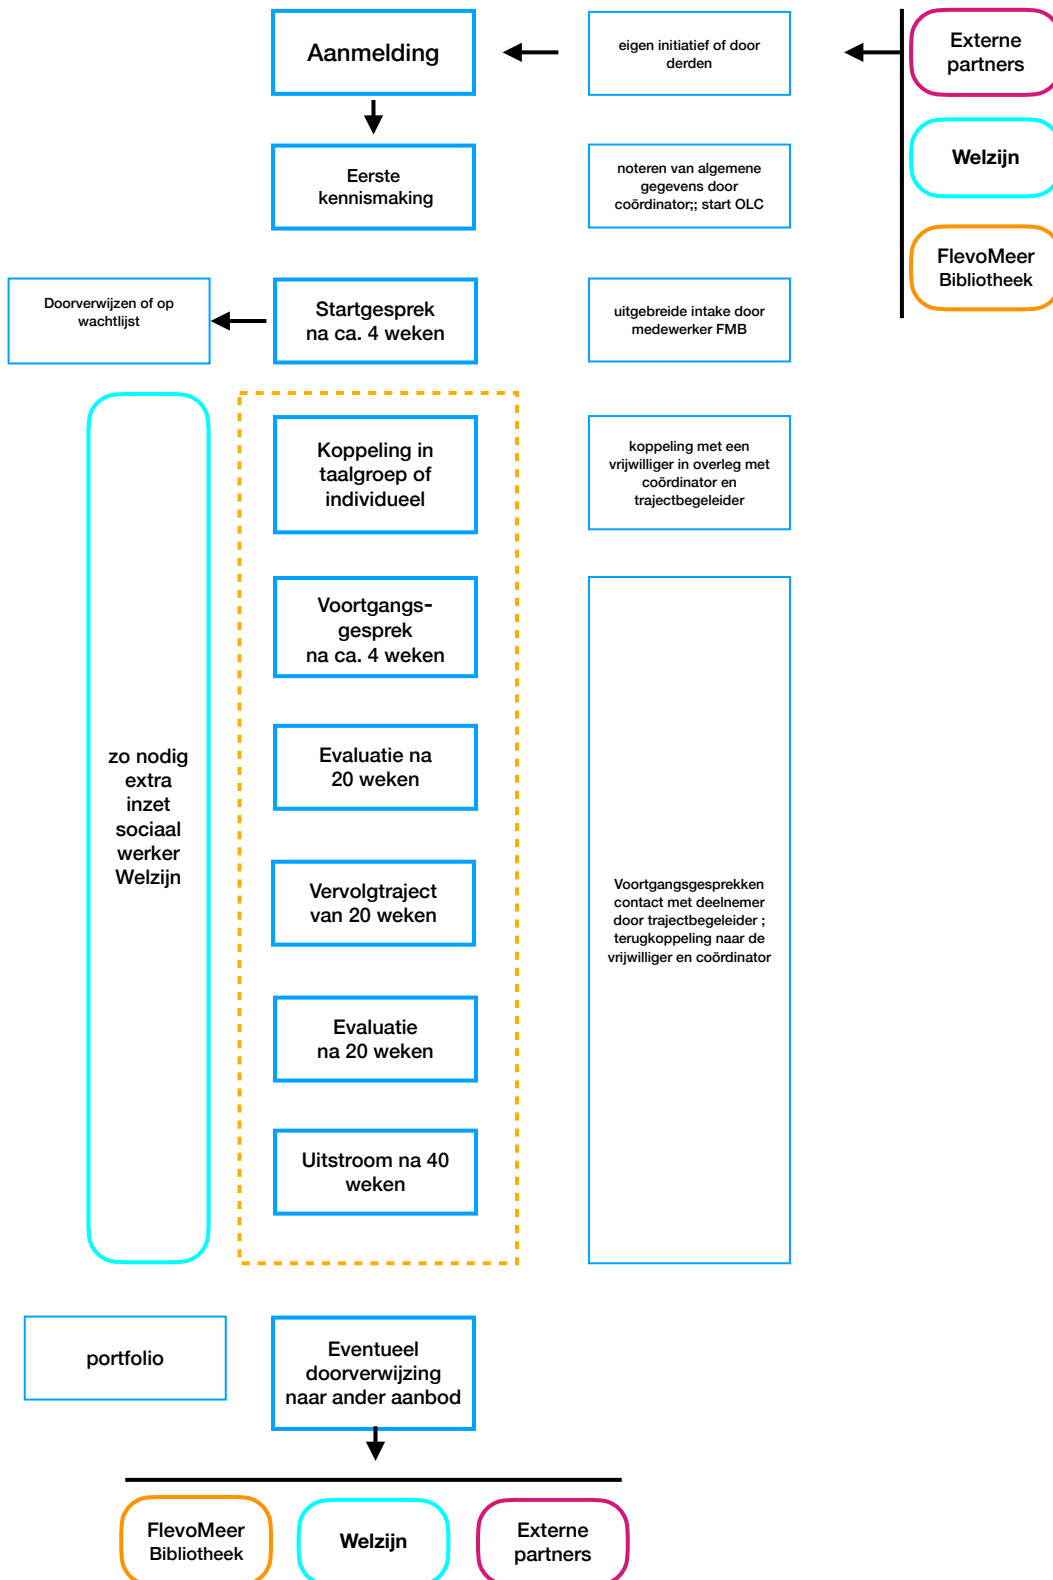 Aanmelding
eigen initiatief of door
derden
Externe
partners
Welzijn
FlevoMeer
Bibliotheek
Eerste
kennismaking
noteren van algemene
gegevens door
coördinator;; start OLC
Doorverwijzen of op
wachtlijst
Startgesprek
na ca. 4 weken
uitgebreide intake door
medewerker FMB
Koppeling in
taalgroep of
individueel
koppeling met een
vrijwilliger in overleg met
coördinator en
trajectbegeleider
Voortgangs-
gesprek
na ca. 4 weken
zo nodig
extra
inzet
sociaal
werker
Welzijn
Evaluatie na
20 weken
Vervolgtraject
van 20 weken
Voortgangsgesprekken
contact met deelnemer
door trajectbegeleider ;
terugkoppeling naar de
vrijwilliger en coördinator
Evaluatie
na 20 weken
Uitstroom na 40
weken
portfolio
Eventueel
doorverwijzing
naar ander aanbod
FlevoMeer
Bibliotheek
Welzijn
Externe
partners